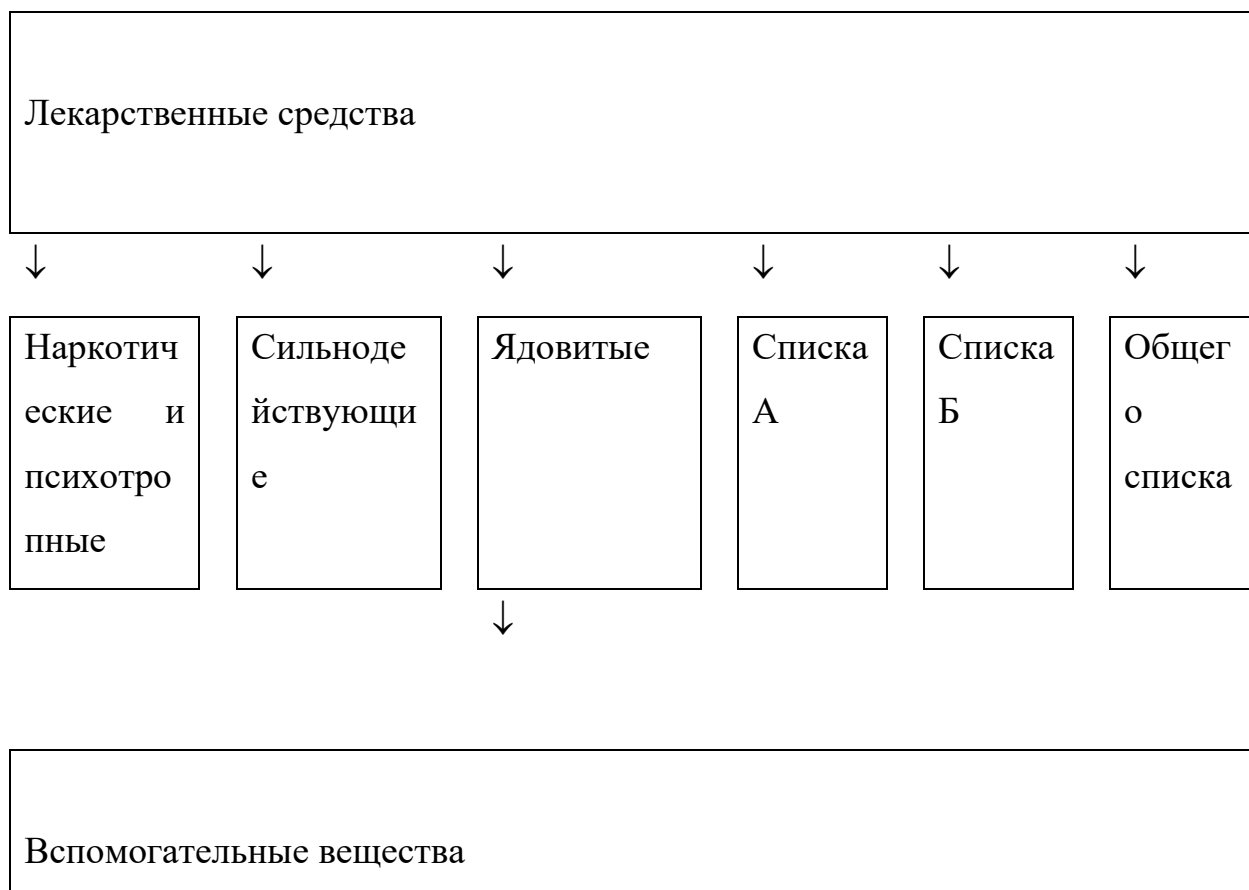 Лекарственные средства
↓ ↓ ↓ ↓ ↓ ↓
Наркотич
еские и
психотро
пные
Сильноде
йствующи
е
Ядовитые
Списка
А
Списка
Б
Общег
о
списка
↓
Вспомогательные вещества